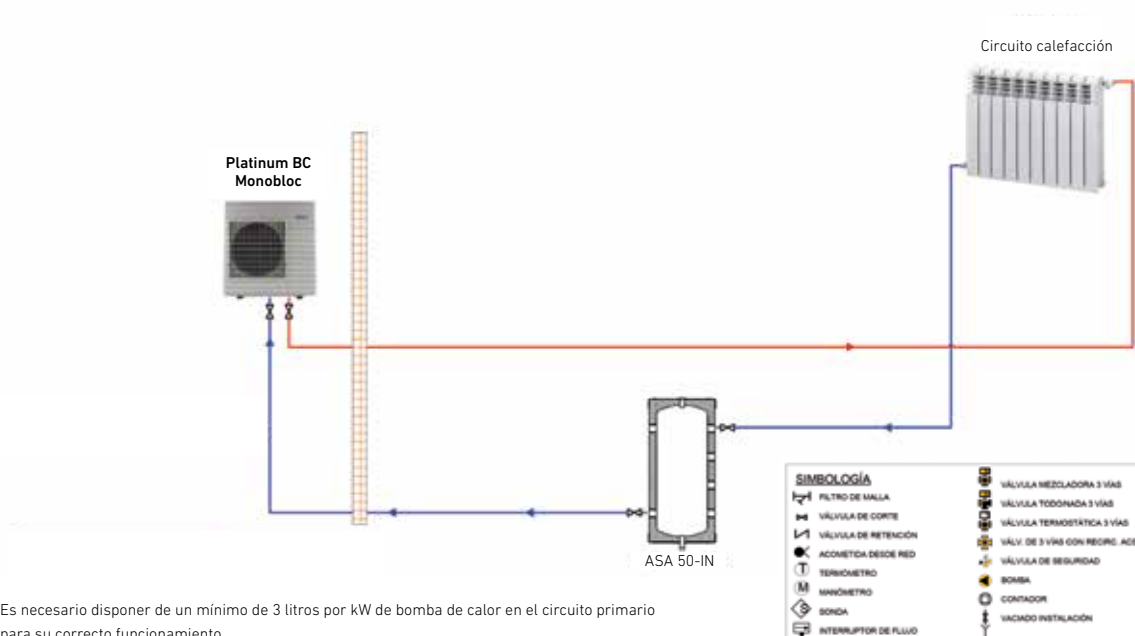 Circuito calefacción
Platinum BC
Monobloc
ASA 50-IN
SIMBOLOGÍA
FILTRO DE MALLA
VÁLVULA DE CORTE
VÁLVULA DE RETENCIÓN
ACOMETIDA DESDE RED
T TERMÓMETRO
M MANÓMETRO
S SONDA
INTERRUPTOR DE FLUJO
VÁLVULA MEZCLADORA 3 VÍAS
VÁLVULA TODO/NADA 3 VÍAS
VÁLVULA TERMOSTÁTICA 3 VÍAS
VÁLV. DE 3 VÍAS CON RECIRC. ACS
VÁLVULA DE SEGURIDAD
BOMBA
CONTADOR
VACIADO INSTALACIÓN
Es necesario disponer de un mínimo de 3 litros por kW de bomba de calor en el circuito primario
para su correcto funcionamiento